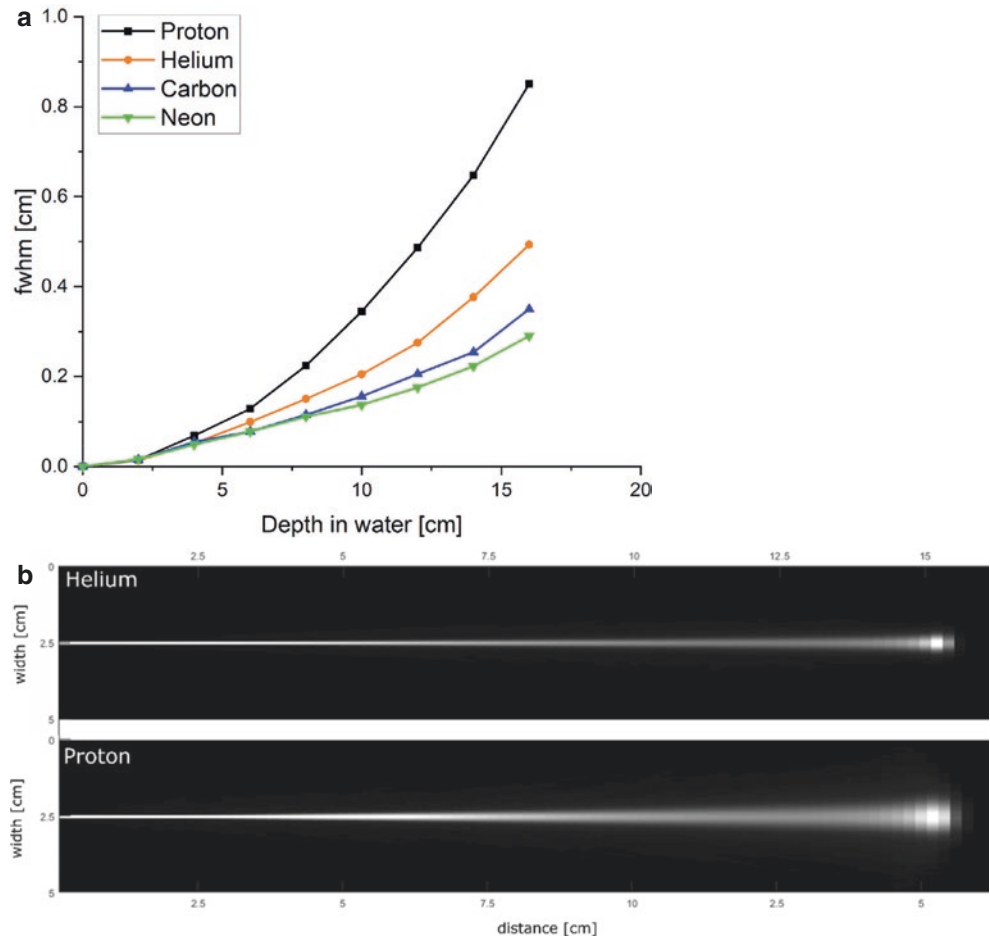 a
1.0
0.8
0.6
0.4
0.2
0.0
fwhm [cm]
Proton
Helium
Carbon
Neon
0 5 10 15 20
Depth in water [cm]
b
2.5 5 7.5 10 12.5 15
Helium
0
2.5
5
width [cm]
Proton
0
2.5
5
width [cm]
2.5 5 7.5 10 2.5 5
distance [cm]